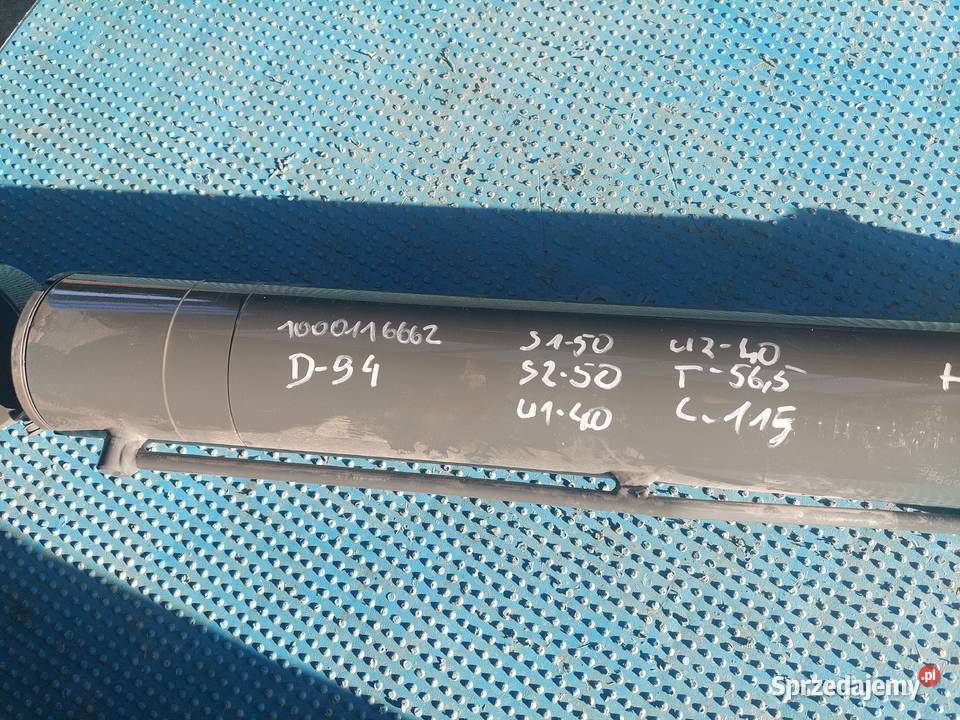 1000116662
D-94
S1-50
S2-50
U1-40
U2-40
T-56,5
L-115
Sprzedajemy.pl